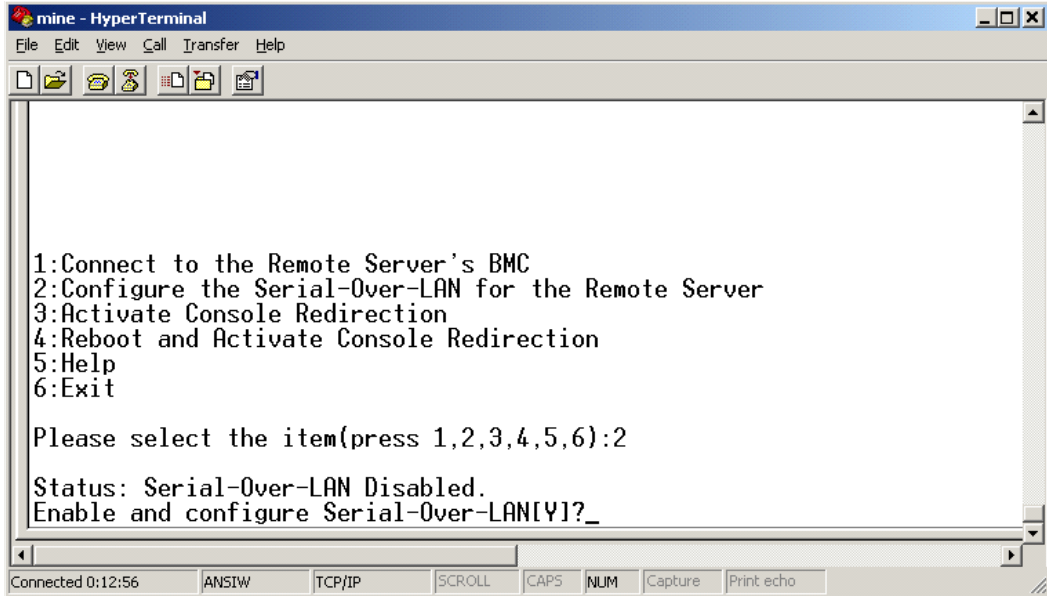 mine - HyperTerminal
File Edit View Call Transfer Help
1:Connect to the Remote Server's BMC
2:Configure the Serial-Over-LAN for the Remote Server
3:Activate Console Redirection
4:Reboot and Activate Console Redirection
5:Help
6:Exit
Please select the item(press 1,2,3,4,5,6):2
Status: Serial-Over-LAN Disabled.
Enable and configure Serial-Over-LAN[Y]?_
Connected 0:12:56 ANSIW TCP/IP SCROLL CAPS NUM Capture Print echo